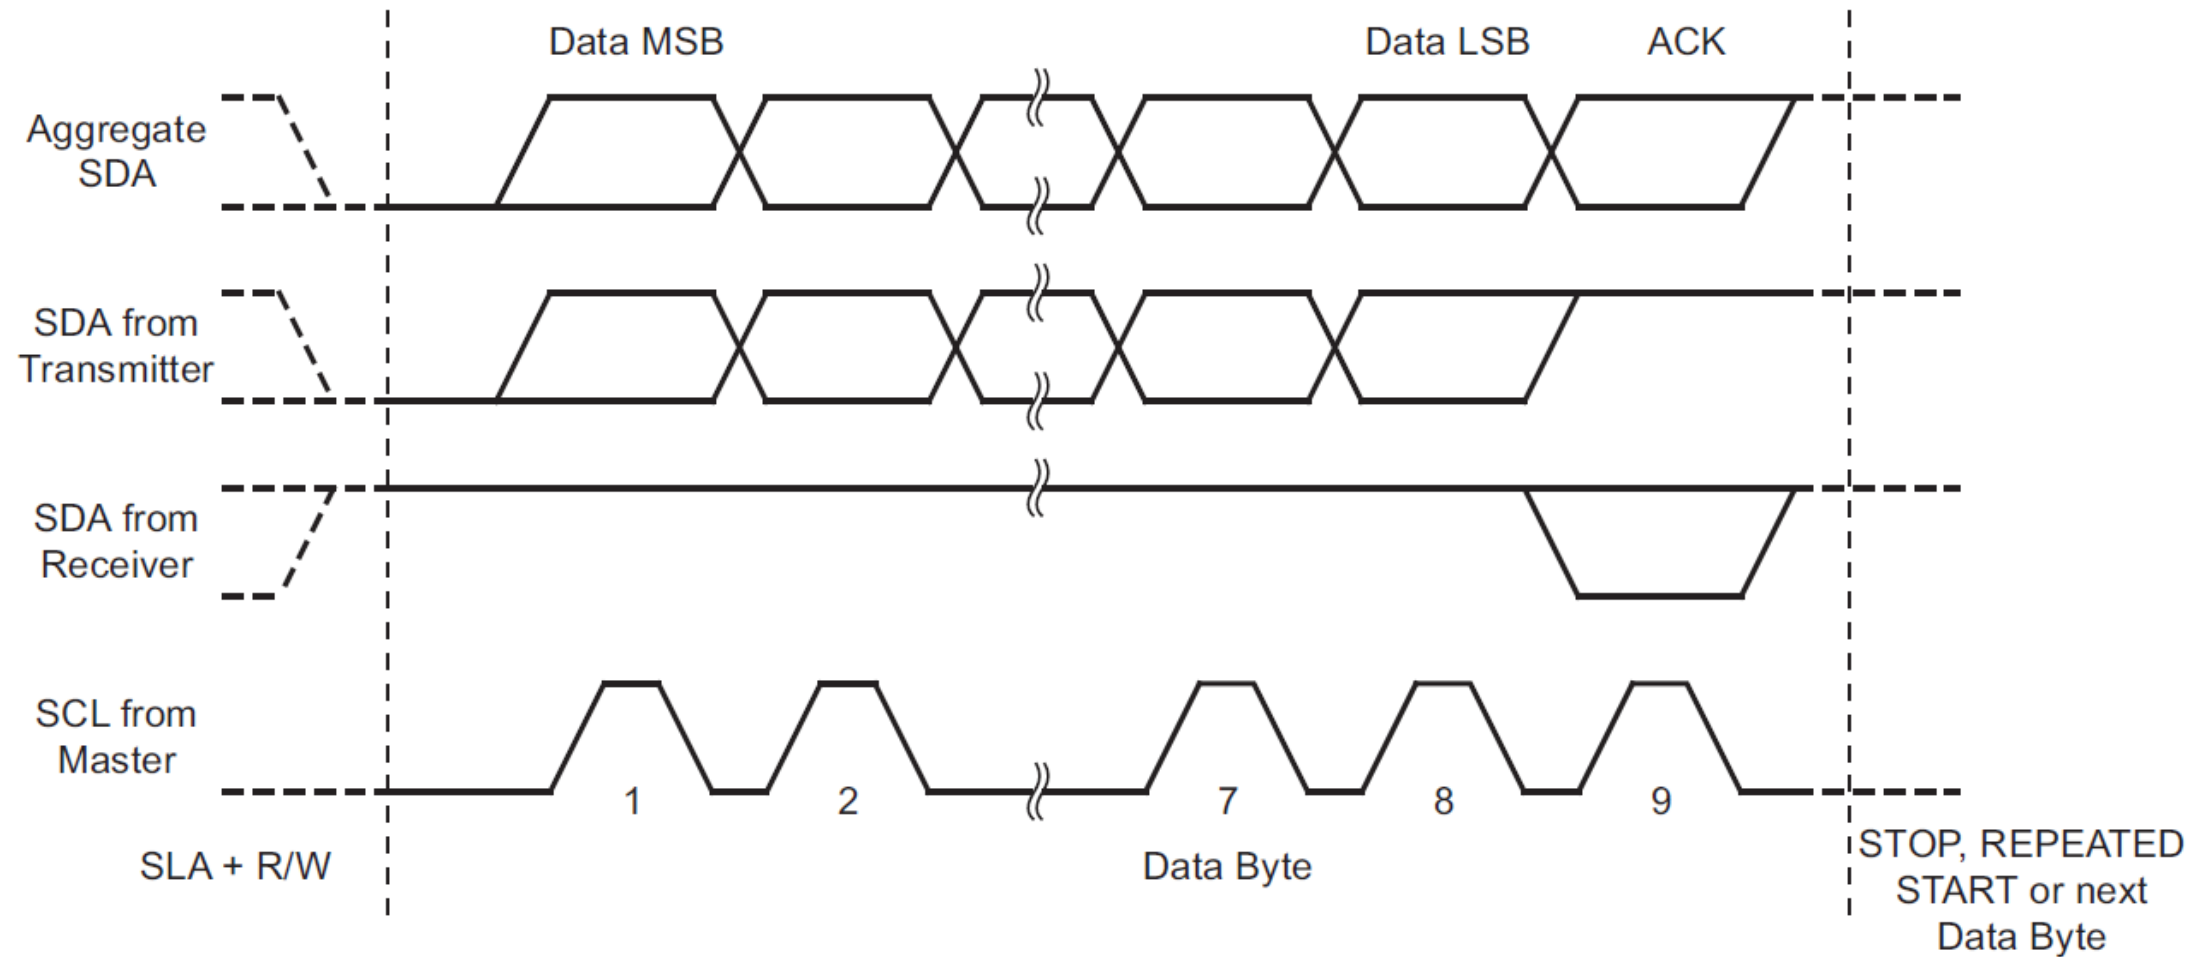 Data MSB
Data LSB
ACK
Aggregate
SDA
SDA from
Transmitter
SDA from
Receiver
SCL from
Master
1
2
7
8
9
SLA + R/W
Data Byte
STOP, REPEATED
START or next
Data Byte